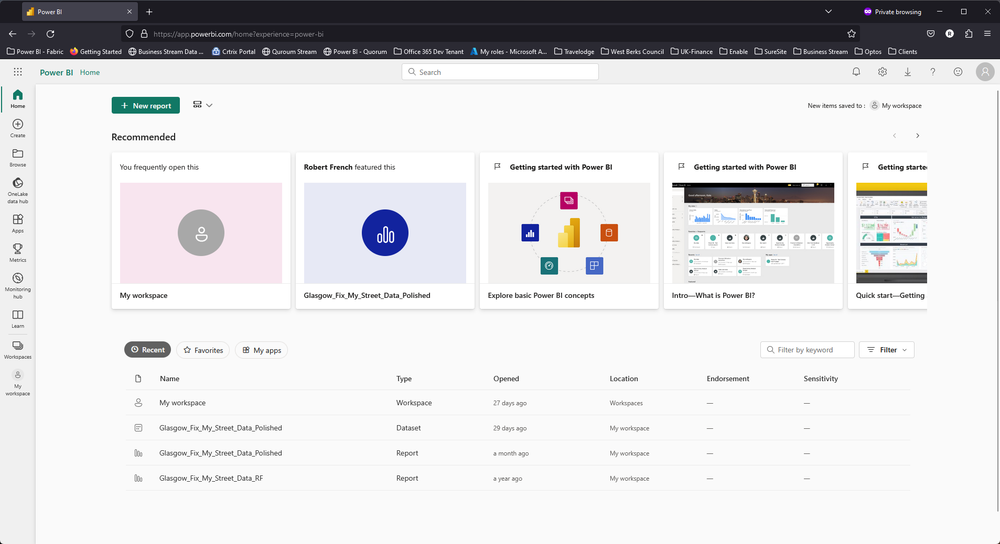 Power BI
Private browsing
https://app.powerbi.com/home?experience=power-bi
R
Power BI - Fabric Getting Started Business Stream Data ... Crtrix Portal Quroum Stream Power BI - Quorum Office 365 Dev Tenant My roles - Microsoft A... Travelodge West Berks Council UK-Finance Enable SureSite Business Stream Optos Clients
Power BI Home
Search
Home
Create
Browse
OneLake
data hub
Apps
Metrics
Monitoring
hub
Learn
Workspaces
My
workspace
New report
New items saved to : My workspace
Recommended
You frequently open this
My workspace
Robert French featured this
Glasgow_Fix_My_Street_Data_Polished
Getting started with Power BI
Explore basic Power BI concepts
Getting started with Power BI
Good afternoon, Kate
Intro—What is Power BI?
Getting starte
Quick start—Getting
Recent Favorites My apps
Filter by keyword Filter
Name Type Opened Location Endorsement Sensitivity
My workspace Workspace 27 days ago Workspaces — —
Glasgow_Fix_My_Street_Data_Polished Dataset 29 days ago My workspace — —
Glasgow_Fix_My_Street_Data_Polished Report a month ago My workspace — —
Glasgow_Fix_My_Street_Data_RF Report a year ago My workspace — —